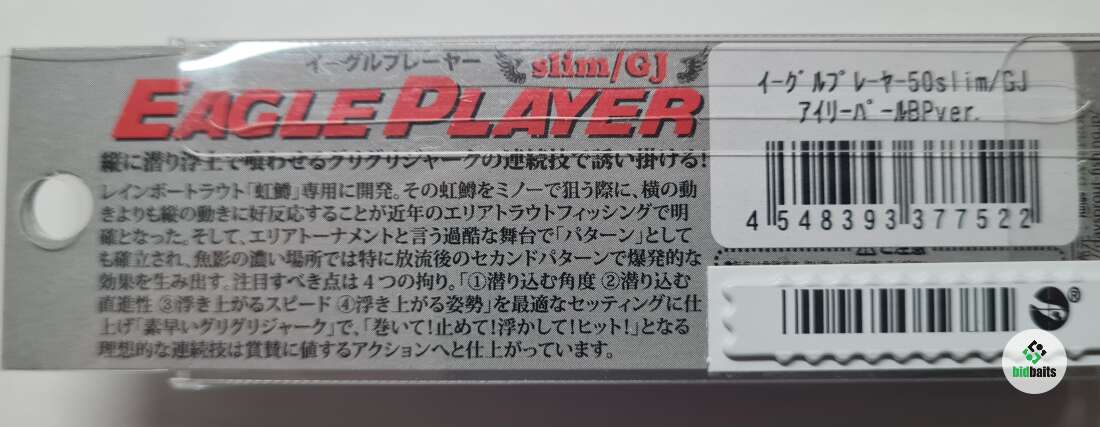 イーグルプレーヤー slim/GJ
EAGLE PLAYER
縦に潜り浮上で喰わせるグリグリジャークの連続技で誘い掛ける!
レインボートラウト「虹鱒」専用に開発。その虹鱒をミノーで狙う際に、横の動
きよりも縦の動きに好反応することが近年のエリアトラウトフィッシングで明
確となった。そして、エリアトーナメントと言う過酷な舞台で「パターン」として
も確立され、魚影の濃い場所では特に放流後のセカンドパターンで爆発的な
効果を生み出す。注目すべき点は4つの拘り。「①潜り込む角度 ②潜り込む
直進性 ③浮き上がるスピード ④浮き上がる姿勢」を最適なセッティングに仕
上げ「素早いグリグリジャーク」で、「巻いて!止めて!浮かして!ヒット!」となる
理想的な連続技は賞賛に値するアクションへと仕上がっています。
イーグルプレーヤー50slim/GJ
アイリーパールBPver.
4 548393 377522
®
bidbaits